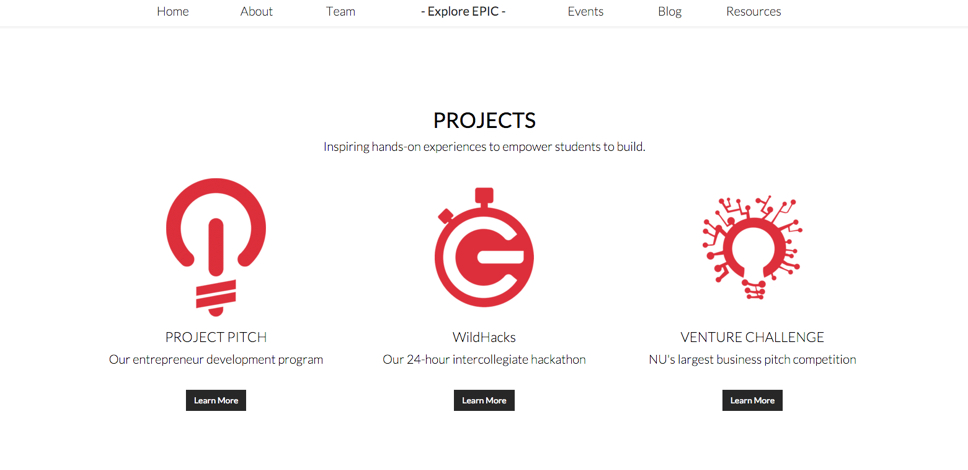 Home About Team - Explore EPIC - Events Blog Resources
PROJECTS
Inspiring hands-on experiences to empower students to build.
PROJECT PITCH WildHacks VENTURE CHALLENGE
Our entrepreneur development program Our 24-hour intercollegiate hackathon NU's largest business pitch competition
Learn More Learn More Learn More